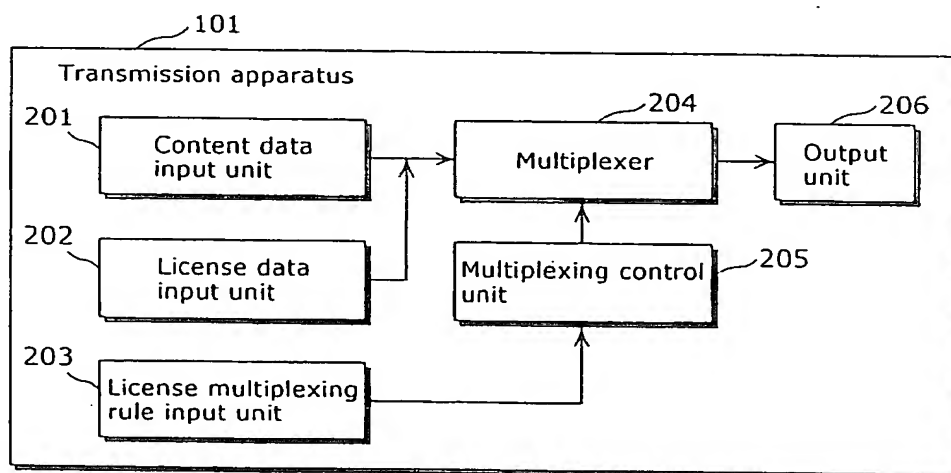 101
Transmission apparatus
201
Content data
input unit
204
Multiplexer
206
Output
unit
202
License data
input unit
Multiplexing control
unit
205
203
License multiplexing
rule input unit